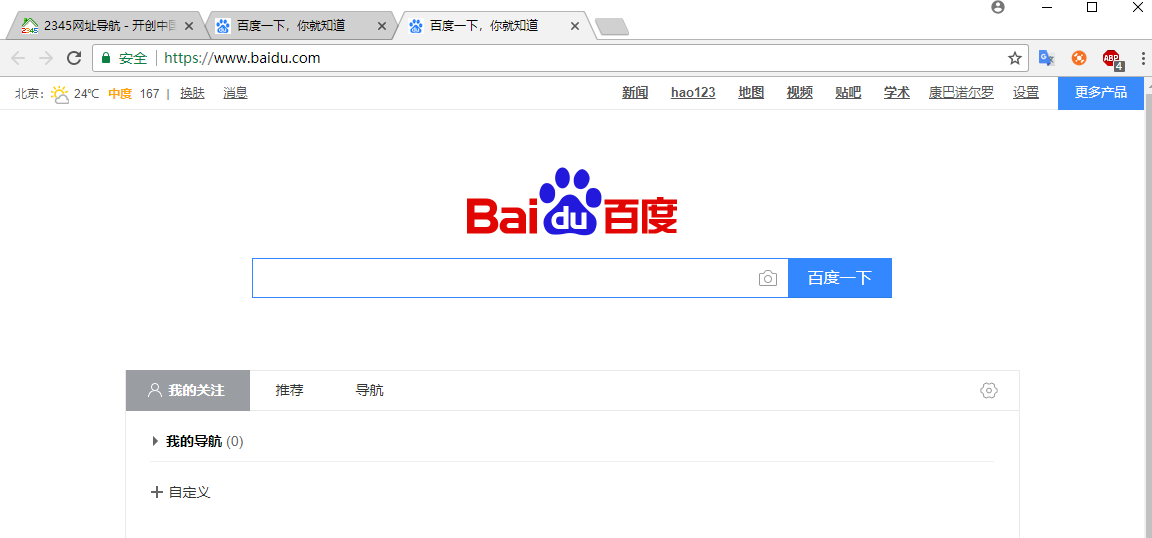 2345网址导航 - 开创中国
百度一下，你就知道
百度一下，你就知道
安全 | https://www.baidu.com
ABP 4
北京: 24℃ 中度 167 | 换肤 消息
新闻 hao123 地图 视频 贴吧 学术 康巴诺尔罗 设置 更多产品
Bai du 百度
百度一下
我的关注 推荐 导航
我的导航 (0)
自定义